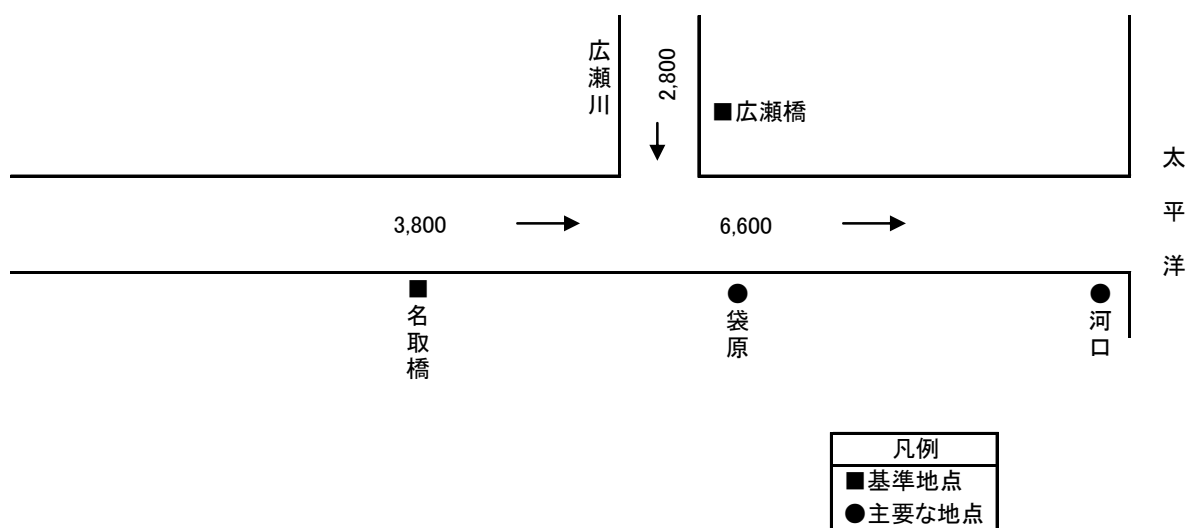 広瀬川
2,800
■広瀬橋
太平洋
3,800
6,600
名取橋
袋原
河口
凡例
■基準地点
●主要な地点